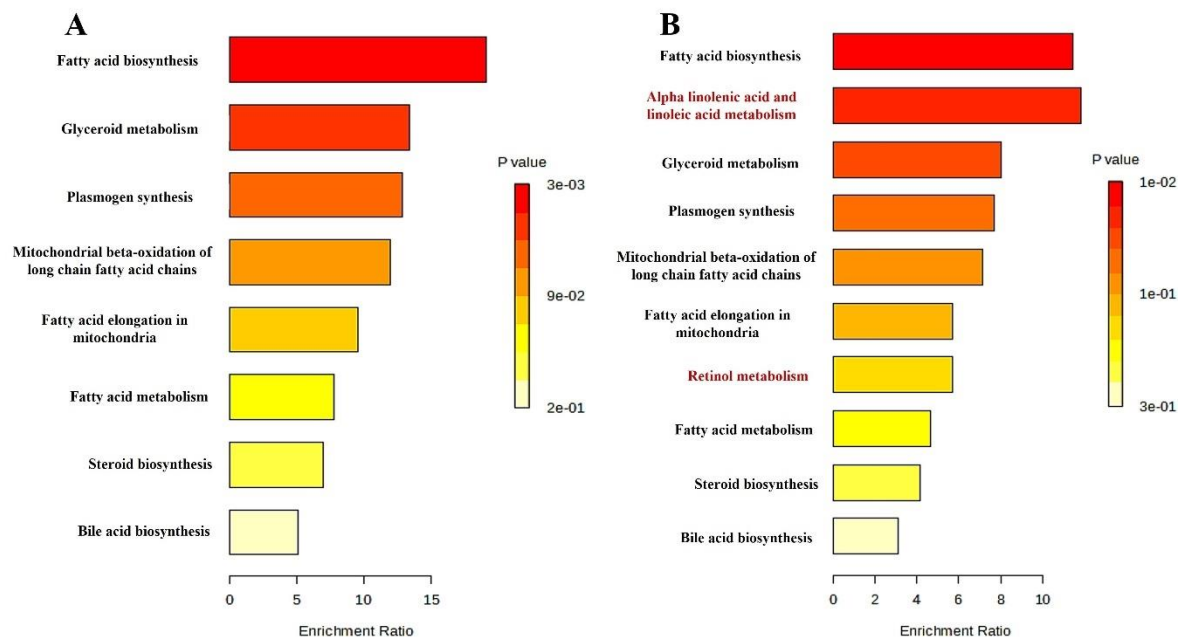 A
Fatty acid biosynthesis
Glyceroid metabolism
Plasmogen synthesis
Mitochondrial beta-oxidation of
long chain fatty acid chains
Fatty acid elongation in
mitochondria
Fatty acid metabolism
Steroid biosynthesis
Bile acid biosynthesis
0 5 10 15
Enrichment Ratio
P value
3e-03
9e-02
2e-01
B
Fatty acid biosynthesis
Alpha linolenic acid and
linoleic acid metabolism
Glyceroid metabolism
Plasmogen synthesis
Mitochondrial beta-oxidation of
long chain fatty acid chains
Fatty acid elongation in
mitochondria
Retinol metabolism
Fatty acid metabolism
Steroid biosynthesis
Bile acid biosynthesis
0 2 4 6 8 10
Enrichment Ratio
P value
1e-02
1e-01
3e-01